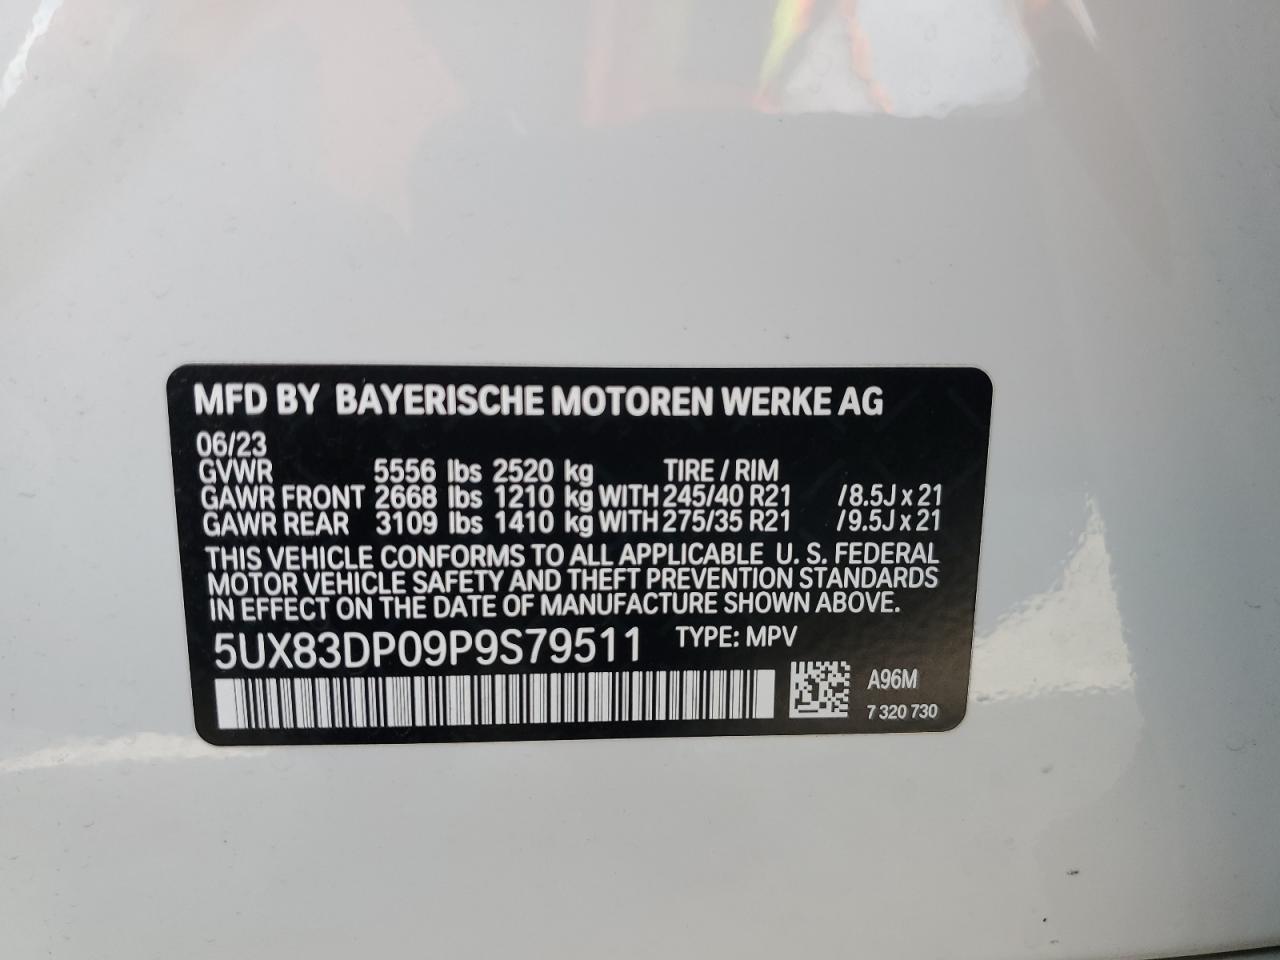 MFD BY BAYERISCHE MOTOREN WERKE AG
06/23
GVWR 5556 lbs 2520 kg TIRE / RIM
GAWR FRONT 2668 lbs 1210 kg WITH 245/40 R21 /8.5J x 21
GAWR REAR 3109 lbs 1410 kg WITH 275/35 R21 /9.5J x 21
THIS VEHICLE CONFORMS TO ALL APPLICABLE U. S. FEDERAL
MOTOR VEHICLE SAFETY AND THEFT PREVENTION STANDARDS
IN EFFECT ON THE DATE OF MANUFACTURE SHOWN ABOVE.
5UX83DP09P9S79511 TYPE: MPV
A96M
7 320 730